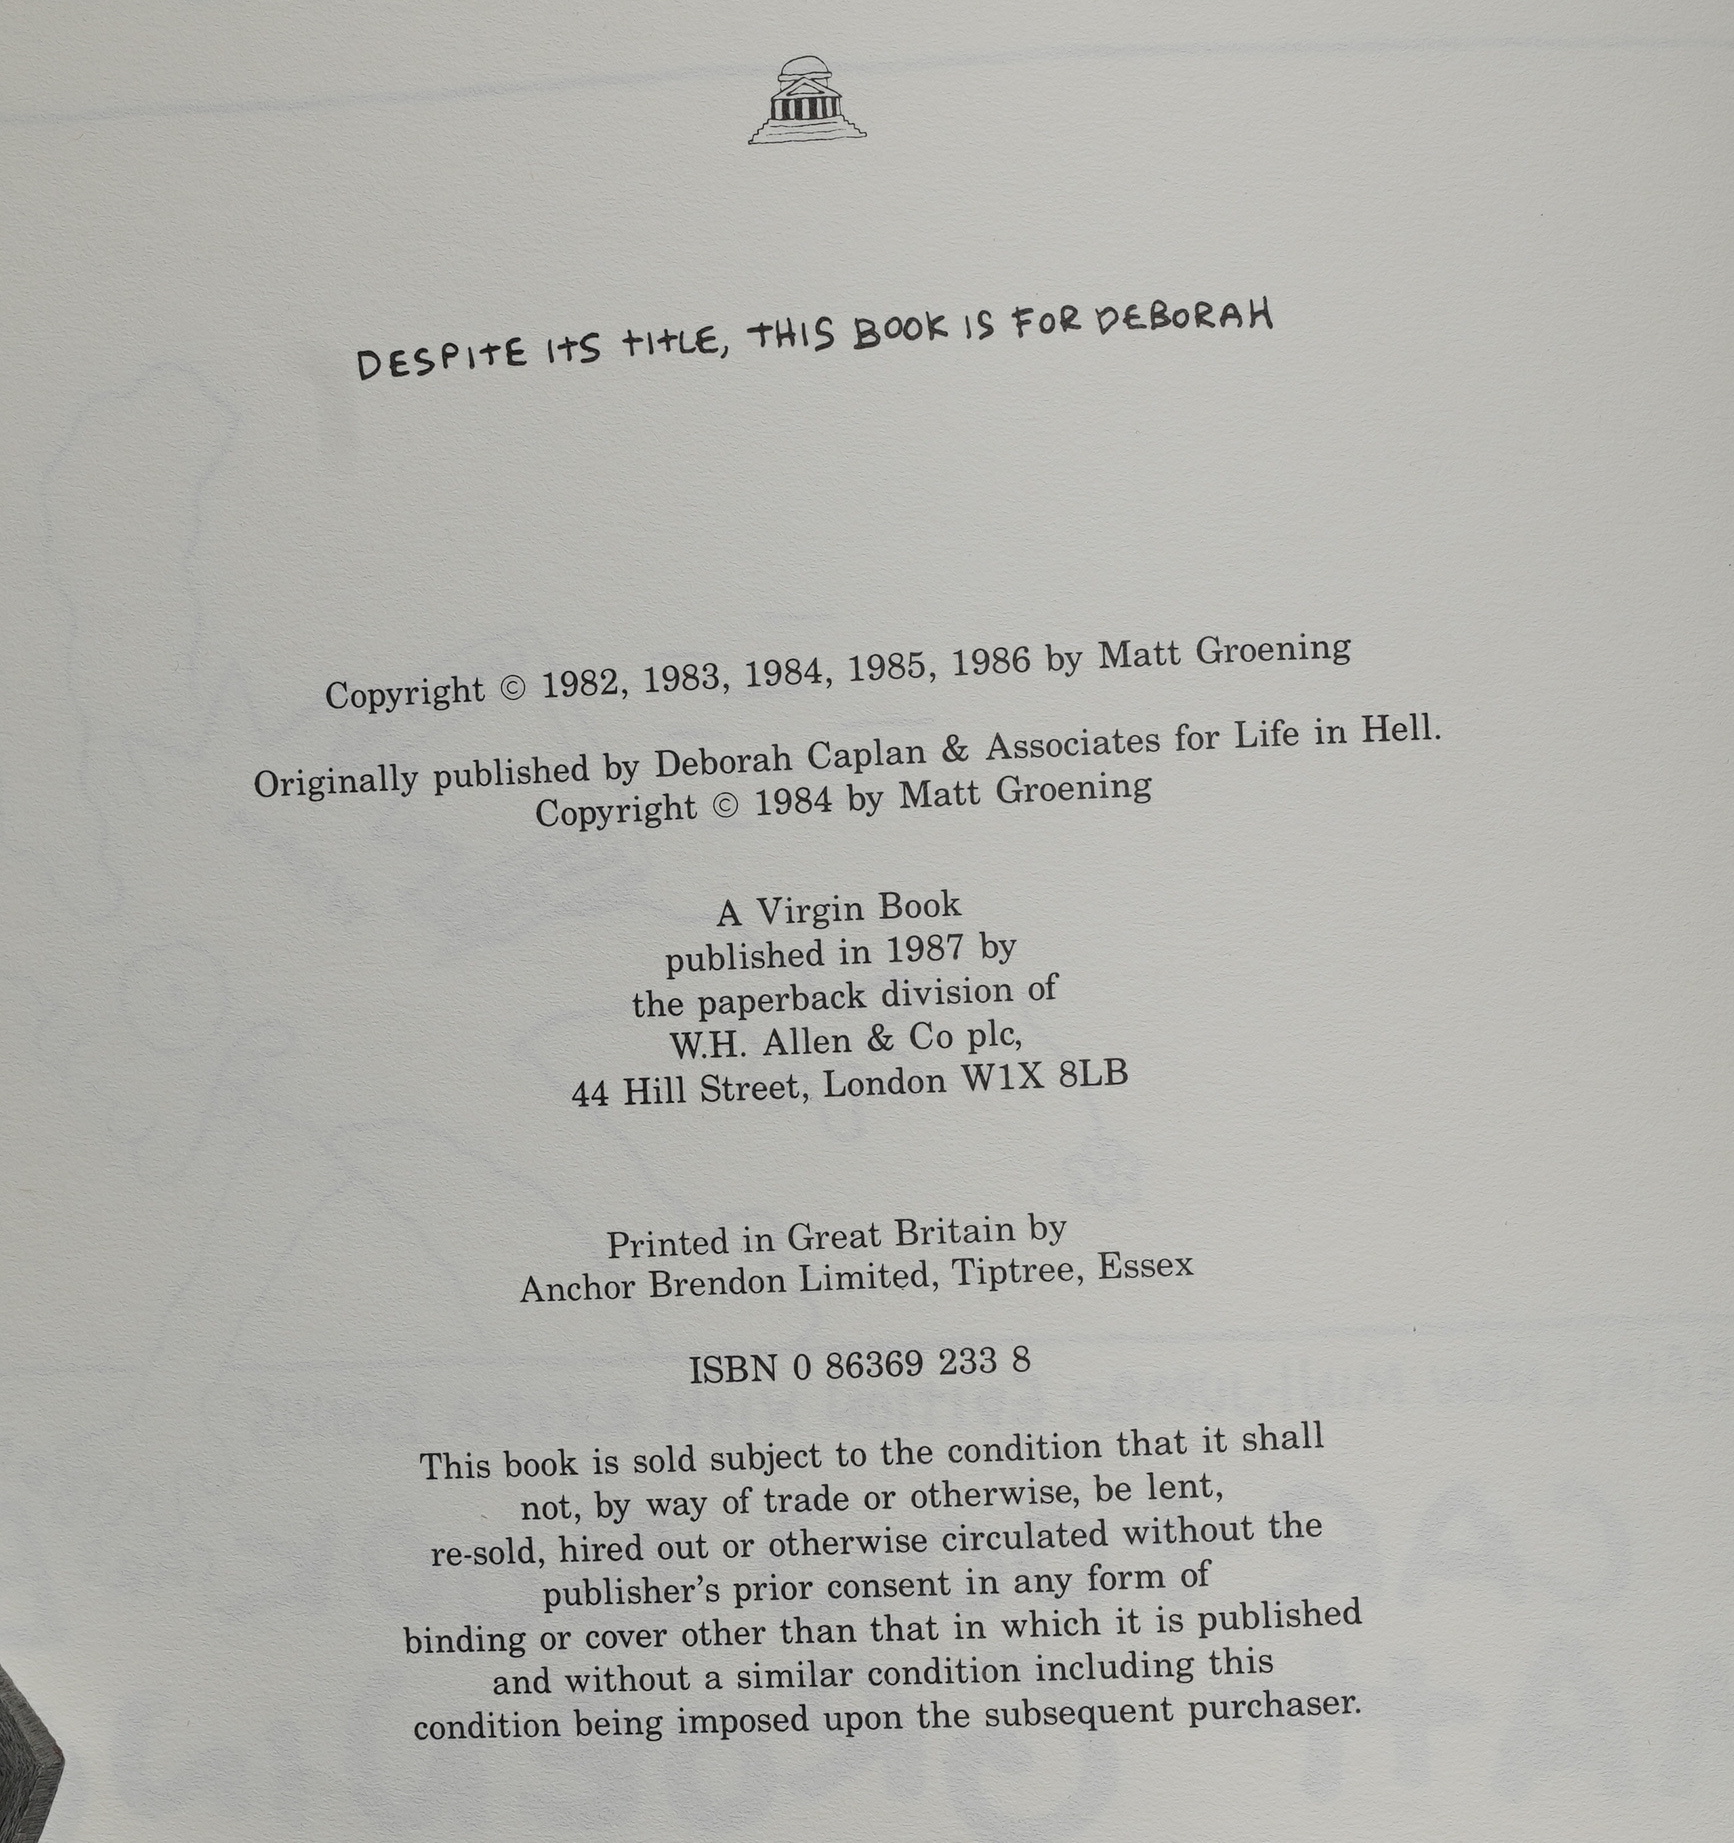 DESPITE ITS TITLE, THIS BOOK IS FOR DEBORAH
Copyright © 1982, 1983, 1984, 1985, 1986 by Matt Groening
Originally published by Deborah Caplan & Associates for Life in Hell.
Copyright © 1984 by Matt Groening
A Virgin Book
published in 1987 by
the paperback division of
W.H. Allen & Co plc,
44 Hill Street, London W1X 8LB
Printed in Great Britain by
Anchor Brendon Limited, Tiptree, Essex
ISBN 0 86369 233 8
This book is sold subject to the condition that it shall
not, by way of trade or otherwise, be lent,
re-sold, hired out or otherwise circulated without the
publisher's prior consent in any form of
binding or cover other than that in which it is published
and without a similar condition including this
condition being imposed upon the subsequent purchaser.